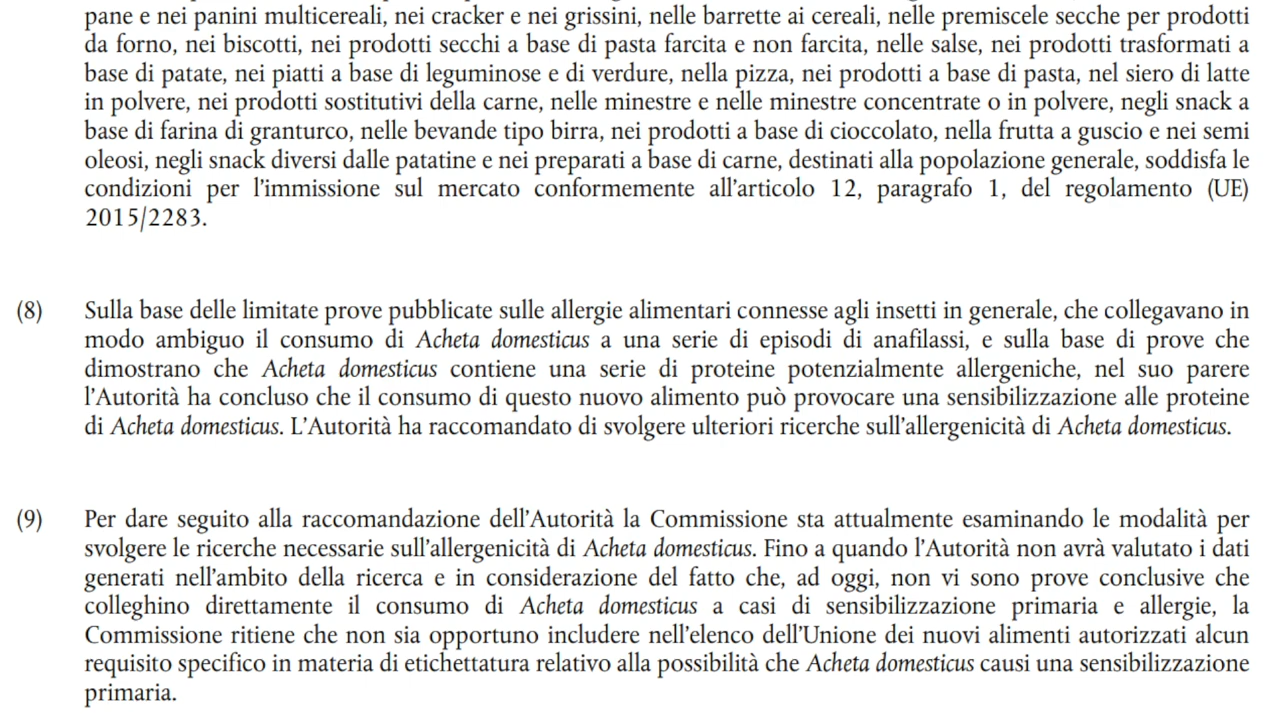 pane e nei panini multicereali, nei cracker e nei grissini, nelle barrette ai cereali, nelle premiscele secche per prodotti
da forno, nei biscotti, nei prodotti secchi a base di pasta farcita e non farcita, nelle salse, nei prodotti trasformati a
base di patate, nei piatti a base di leguminose e di verdure, nella pizza, nei prodotti a base di pasta, nel siero di latte
in polvere, nei prodotti sostitutivi della carne, nelle minestre e nelle minestre concentrate o in polvere, negli snack a
base di farina di granturco, nelle bevande tipo birra, nei prodotti a base di cioccolato, nella frutta a guscio e nei semi
oleosi, negli snack diversi dalle patatine e nei preparati a base di carne, destinati alla popolazione generale, soddisfa le
condizioni per l'immissione sul mercato conformemente all'articolo 12, paragrafo 1, del regolamento (UE)
2015/2283.
(8) Sulla base delle limitate prove pubblicate sulle allergie alimentari connesse agli insetti in generale, che collegavano in
modo ambiguo il consumo di Acheta domesticus a una serie di episodi di anafilassi, e sulla base di prove che
dimostrano che Acheta domesticus contiene una serie di proteine potenzialmente allergeniche, nel suo parere
l'Autorità ha concluso che il consumo di questo nuovo alimento può provocare una sensibilizzazione alle proteine
di Acheta domesticus. L'Autorità ha raccomandato di svolgere ulteriori ricerche sull'allergenicità di Acheta domesticus.
(9) Per dare seguito alla raccomandazione dell'Autorità la Commissione sta attualmente esaminando le modalità per
svolgere le ricerche necessarie sull'allergenicità di Acheta domesticus. Fino a quando l'Autorità non avrà valutato i dati
generati nell'ambito della ricerca e in considerazione del fatto che, ad oggi, non vi sono prove conclusive che
colleghino direttamente il consumo di Acheta domesticus a casi di sensibilizzazione primaria e allergie, la
Commissione ritiene che non sia opportuno includere nell'elenco dell'Unione dei nuovi alimenti autorizzati alcun
requisito specifico in materia di etichettatura relativo alla possibilità che Acheta domesticus causi una sensibilizzazione
primaria.